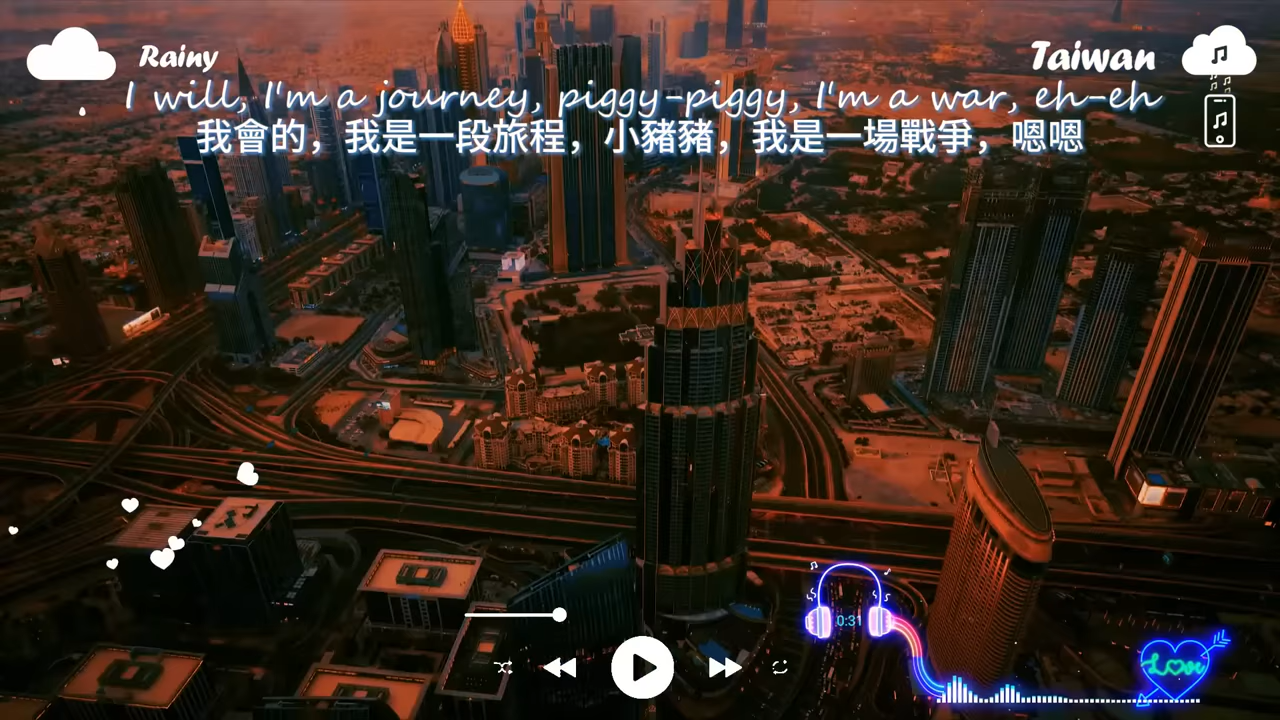 Rainy
Taiwan
I will, I'm a journey, piggy-piggy, I'm a war, eh-eh
我會的，我是一段旅程，小豬豬，我是一場戰爭，嗯嗯
0:31
Love